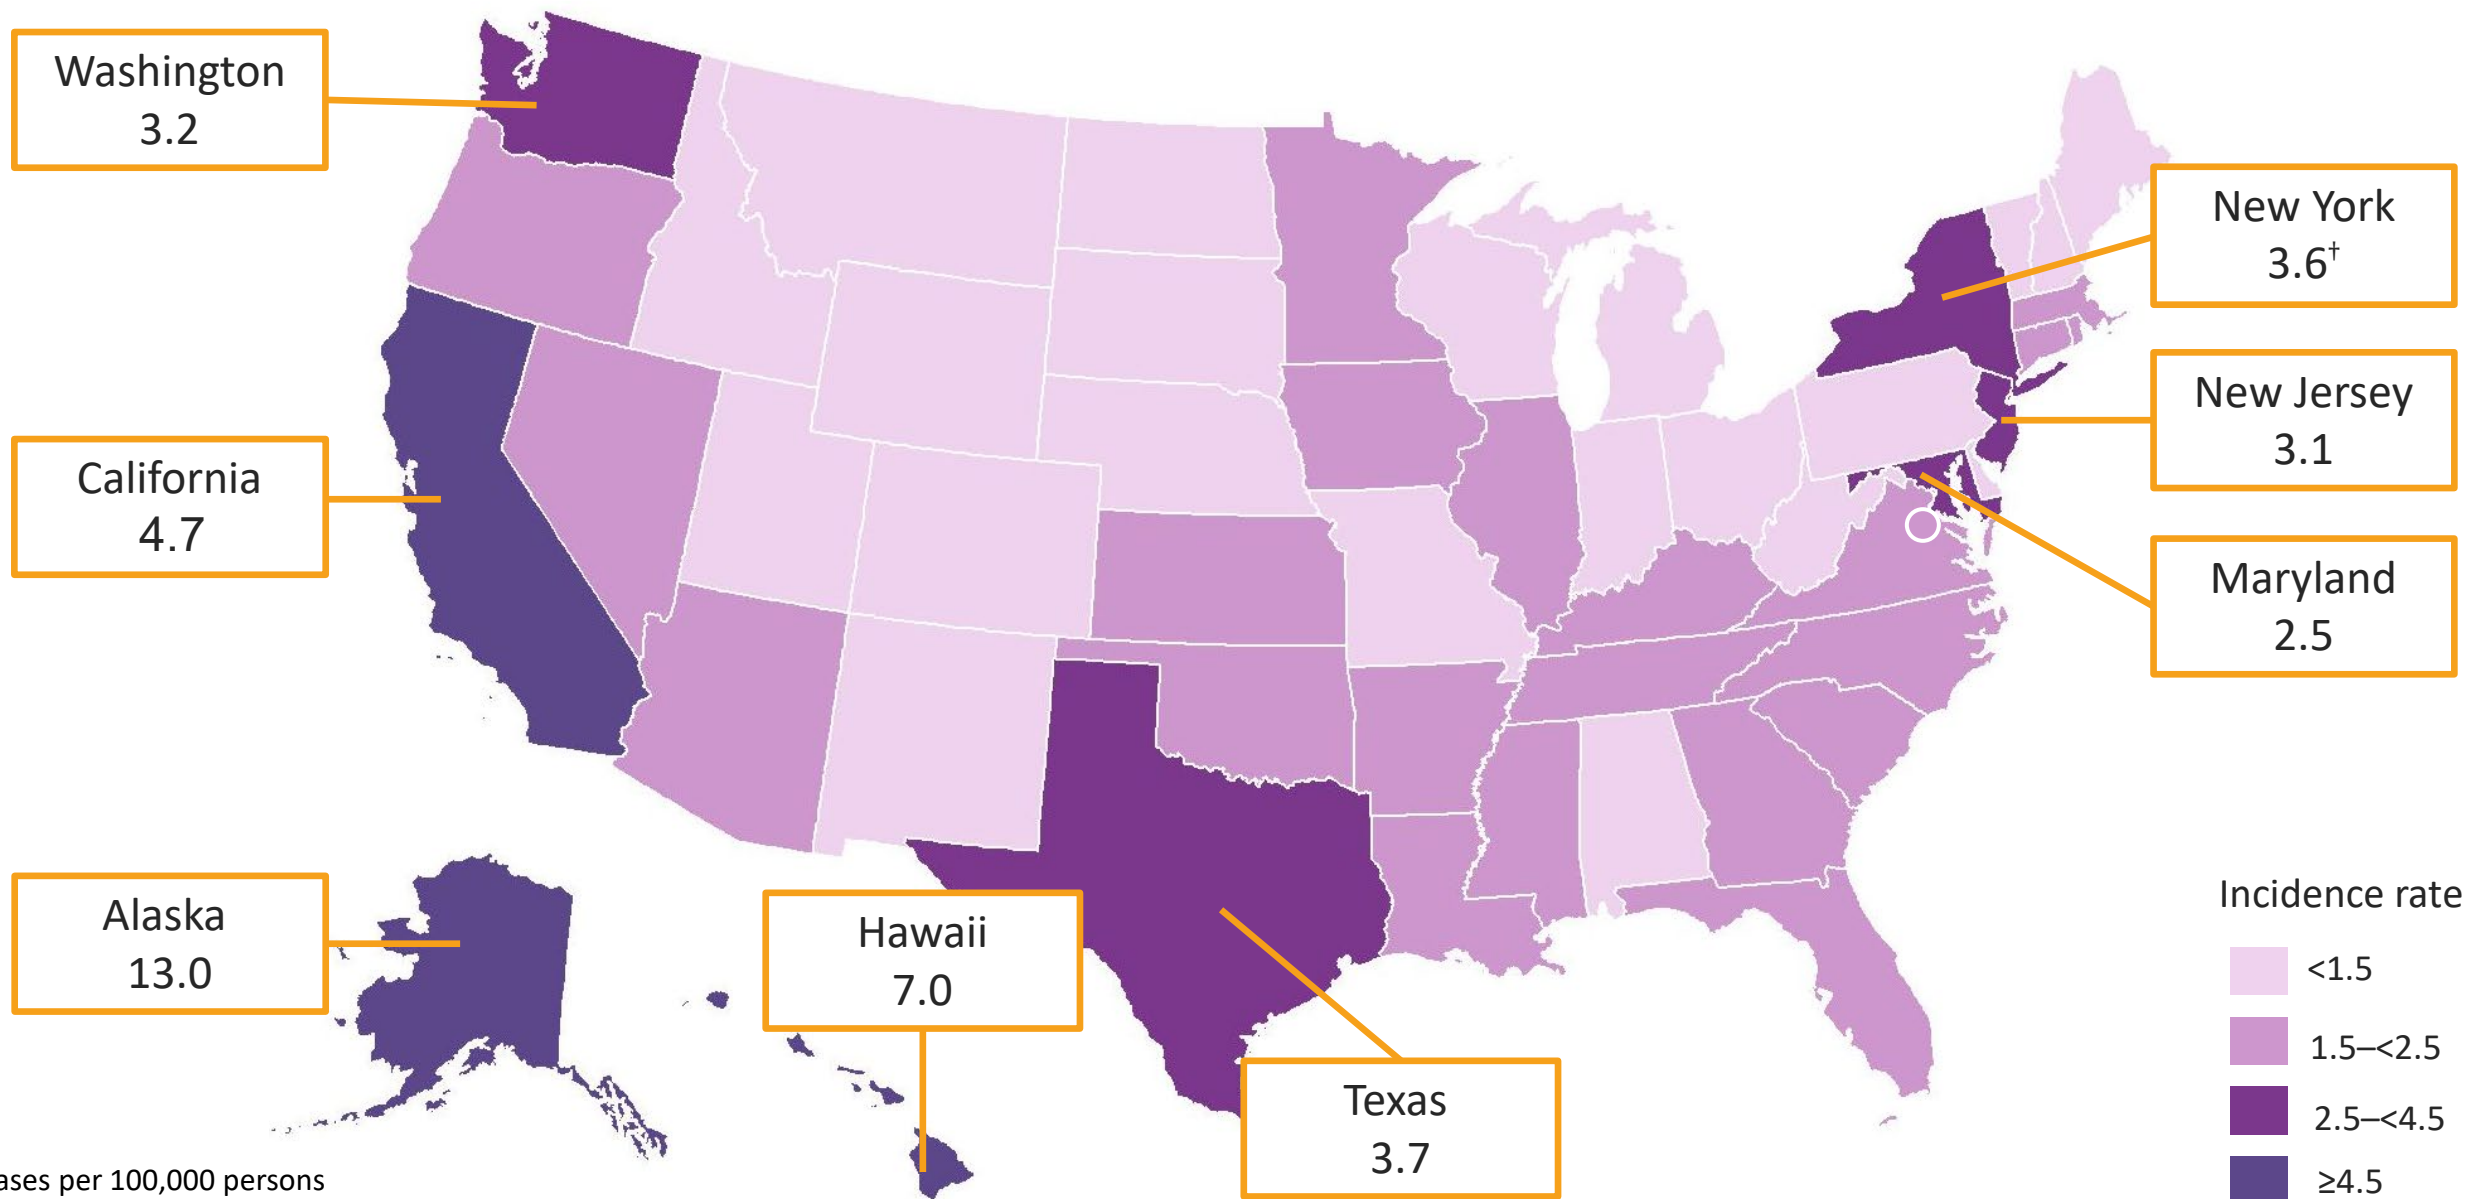 Washington
3.2
New York
3.6†
New Jersey
3.1
California
4.7
Maryland
2.5
Alaska
13.0
Hawaii
7.0
Texas
3.7
Incidence rate
<1.5
1.5–<2.5
2.5–<4.5
≥4.5
ases per 100,000 persons